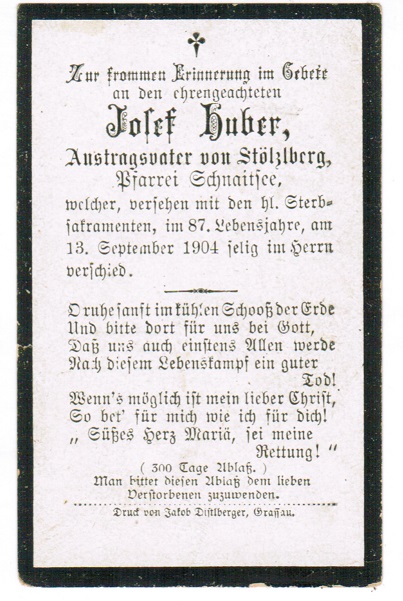 Zur frommen Erinnerung im Gebete
an den ehrengeachteten
Josef Huber,
Austragsvater von Stölzlberg,
Pfarrei Schnaitsee,
welcher, versehen mit den hl. Sterb-
sakramenten, im 87. Lebensjahre, am
13. September 1904 selig im Herrn
verschied.
O ruhe sanft im kühlen Schooß der Erde
Und bitte dort für uns bei Gott,
Daß uns auch einstens Allen werde
Nach diesem Lebenskampf ein guter
Tod!
Wenn's möglich ist mein lieber Christ,
So bet' für mich wie ich für dich!
„ Süßes Herz Mariä, sei meine
Rettung! "
( 300 Tage Ablaß. )
Man bittet diesen Ablaß dem lieben
Verstorbenen zuzuwenden.
Druck von Jakob Distlberger, Grassau.